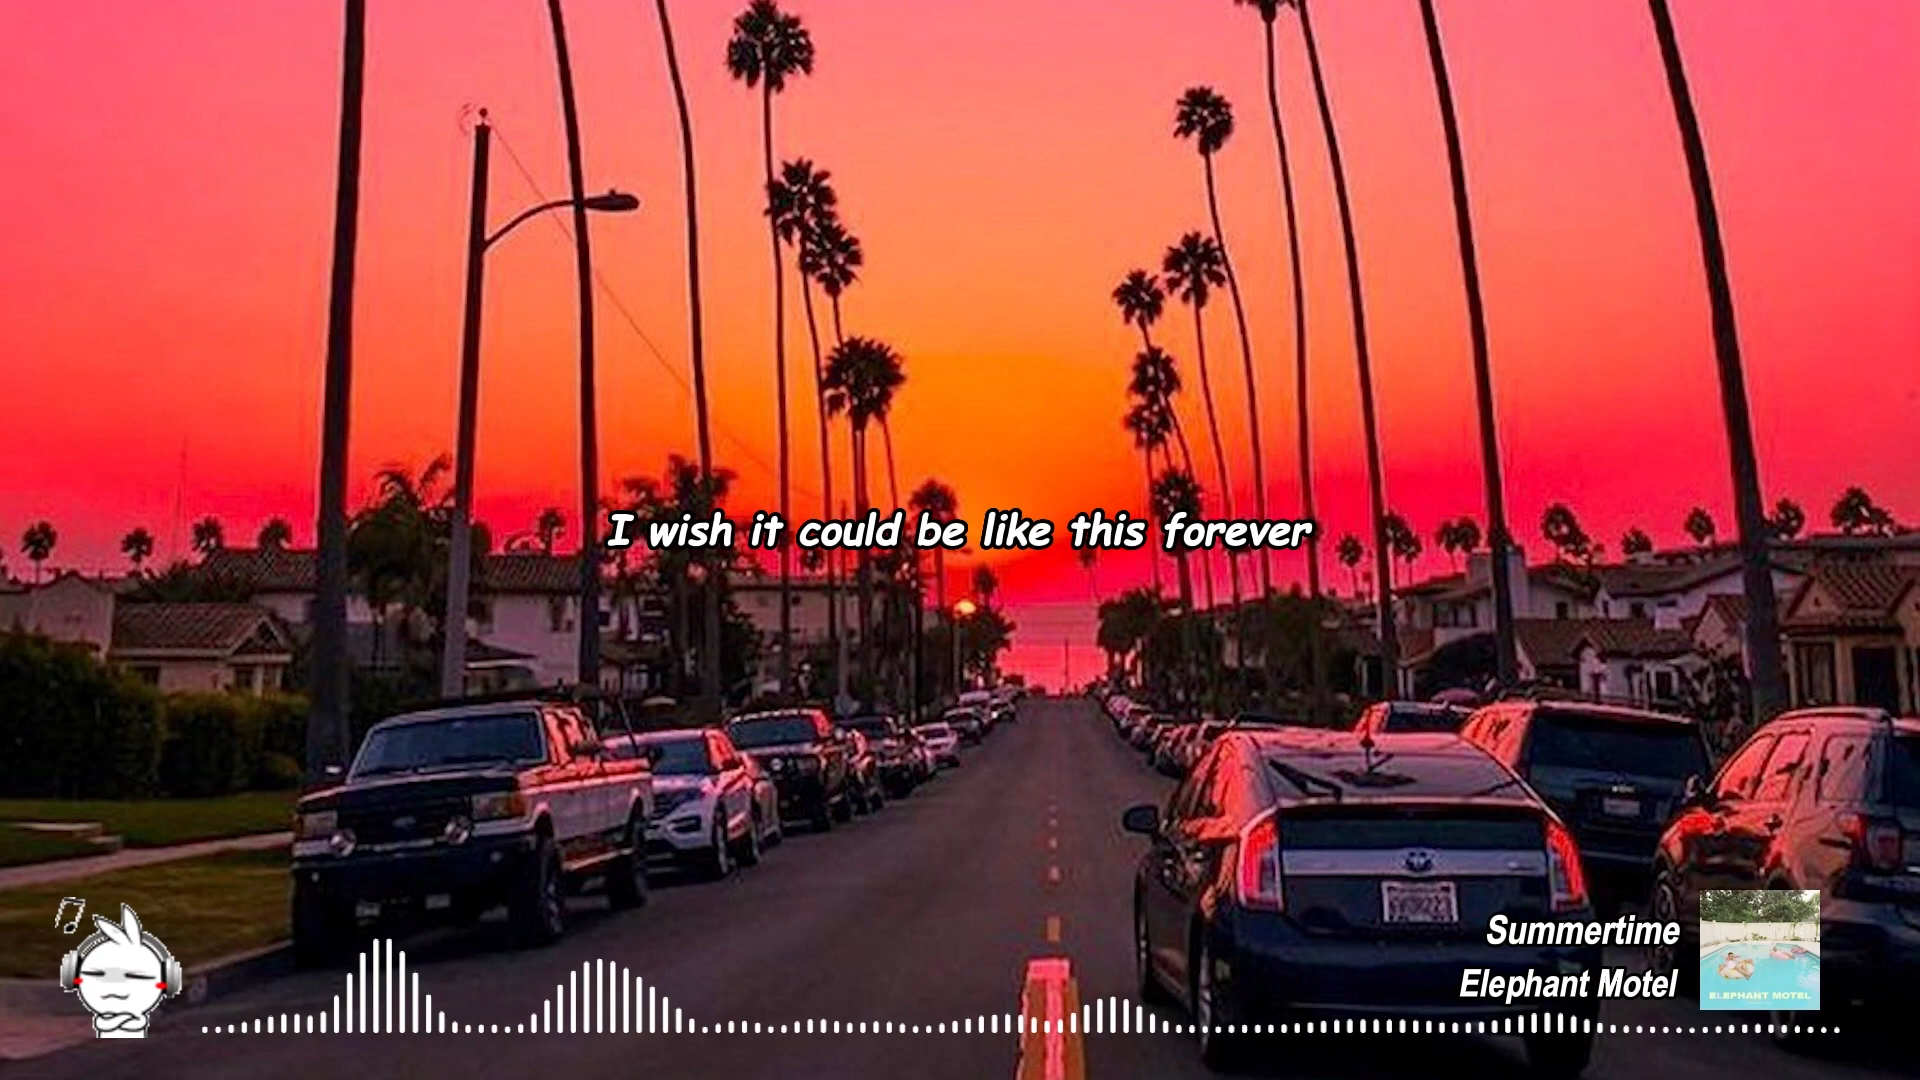 I wish it could be like this forever
Summertime
Elephant Motel
ELEPHANT MOTEL